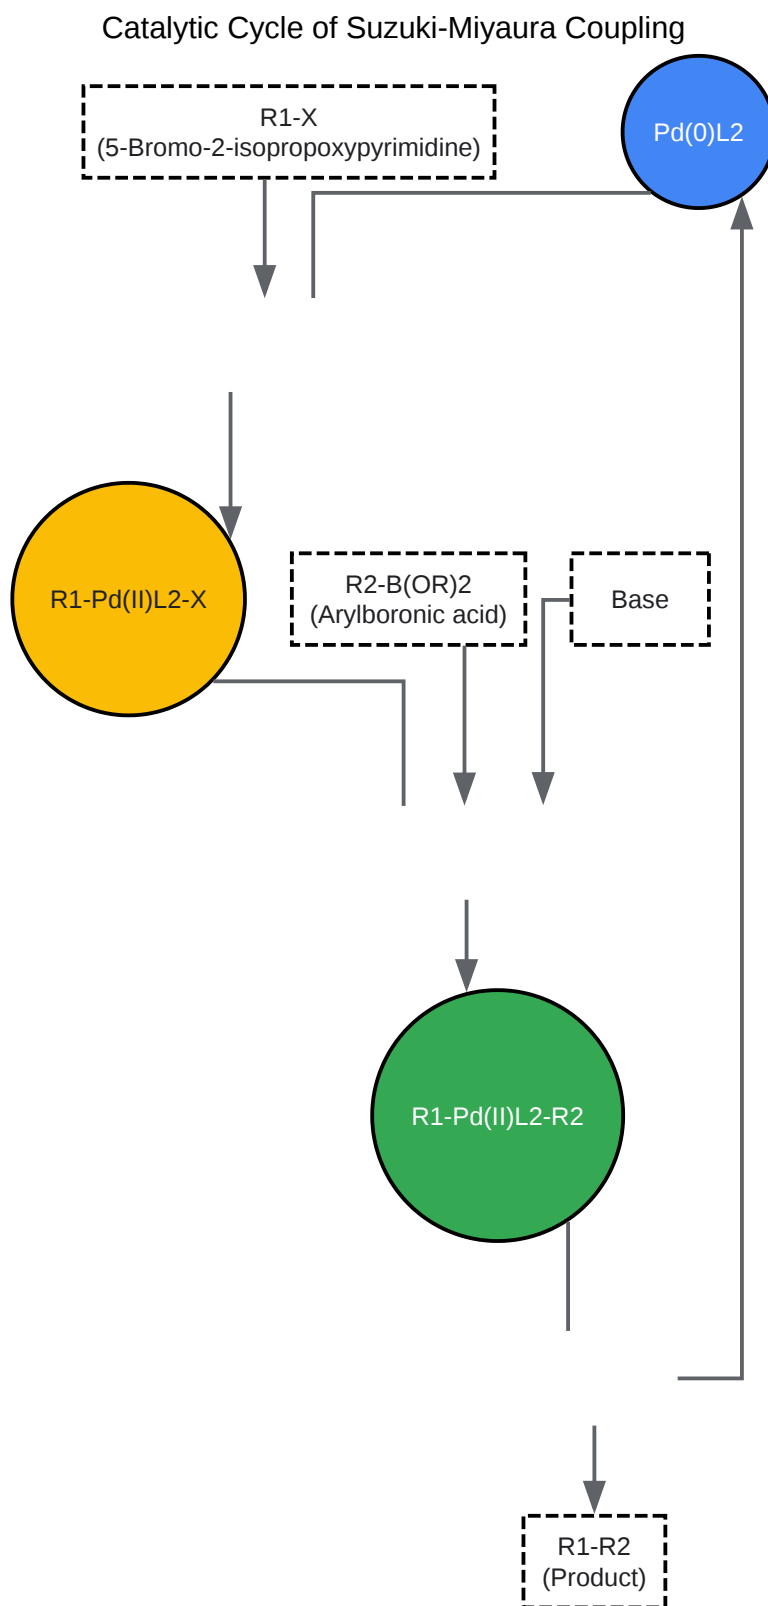 Catalytic Cycle of Suzuki-Miyaura Coupling
R1-X
(5-Bromo-2-isopropoxypyrimidine)
Pd(0)L2
R1-Pd(II)L2-X
R2-B(OR)2
(Arylboronic acid)
Base
R1-Pd(II)L2-R2
R1-R2
(Product)